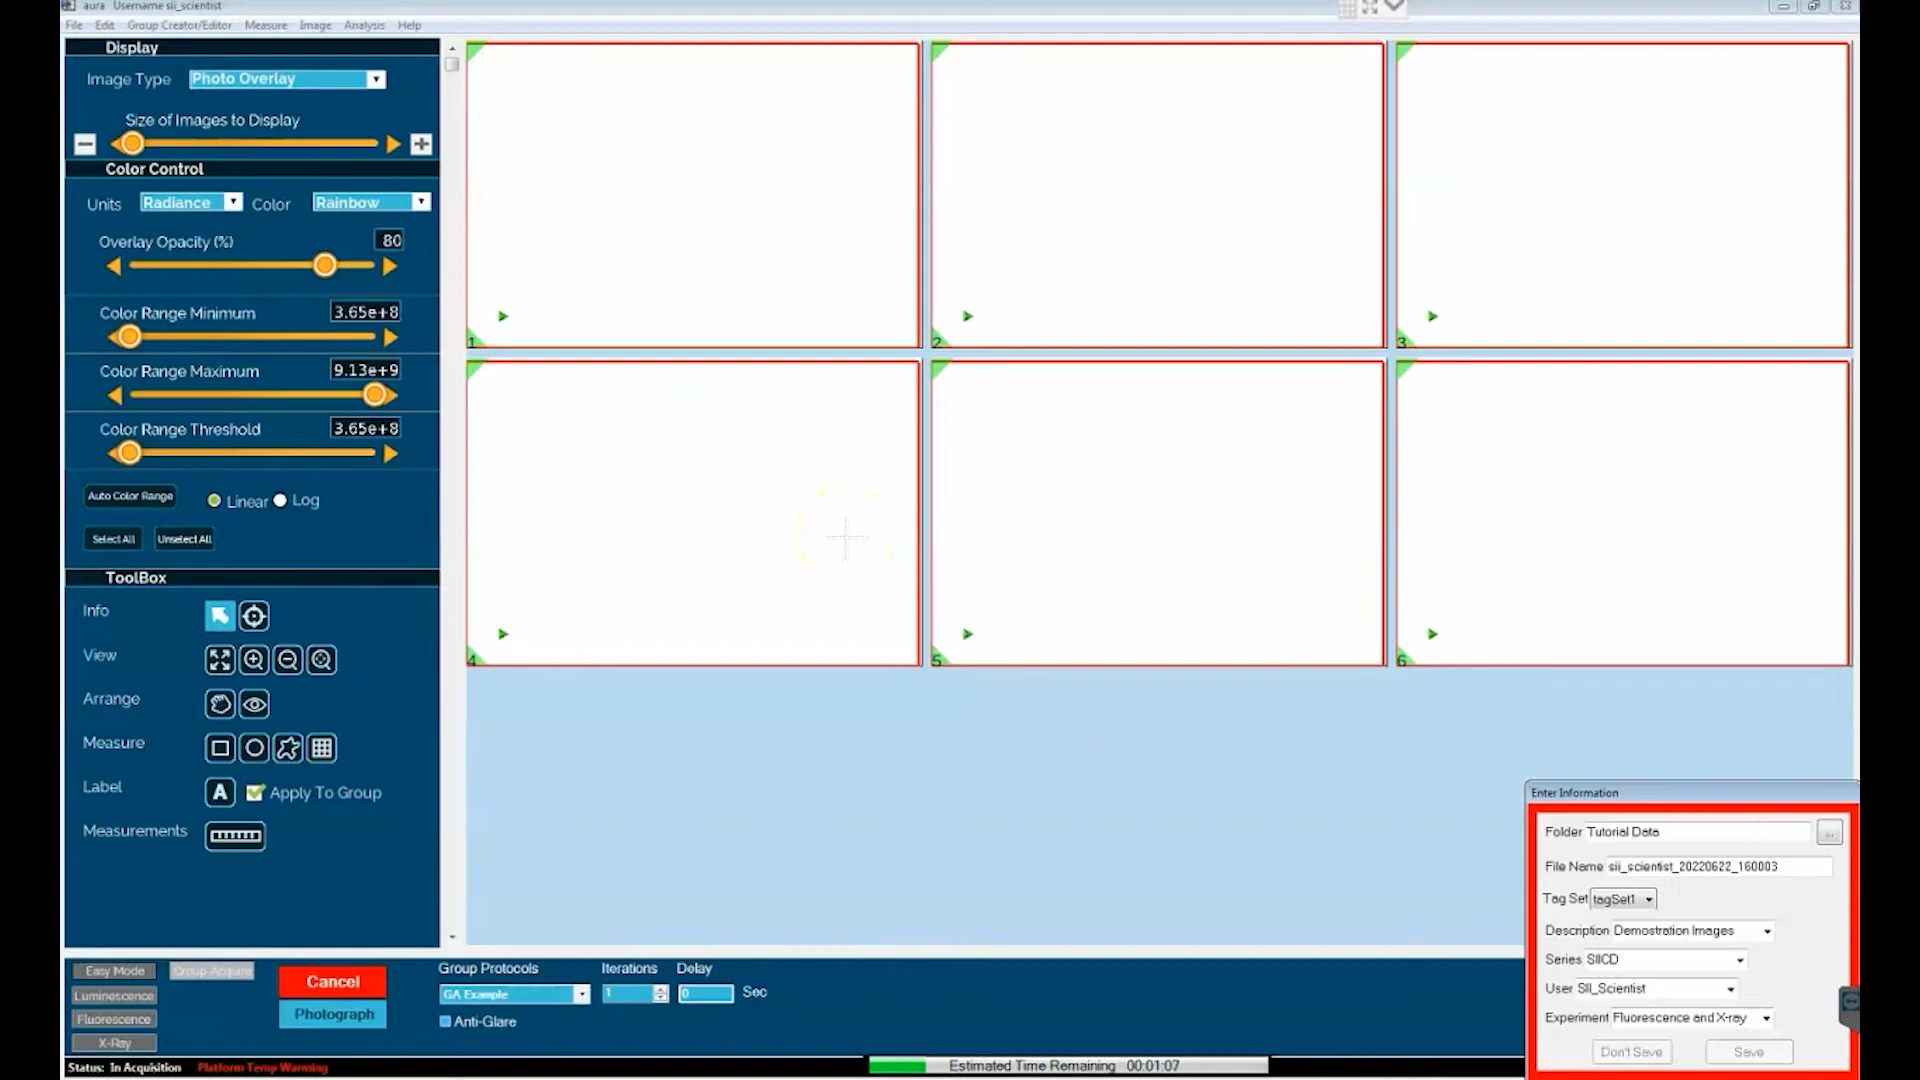 aura Username sii_scientist
File Edit Group Creator/Editor Measure Image Analysis Help
Display
Image Type Photo Overlay
Size of Images to Display
Color Control
Units Radiance Color Rainbow
Overlay Opacity (%) 80
Color Range Minimum 3.65e+8
Color Range Maximum 9.13e+9
Color Range Threshold 3.65e+8
Auto Color Range Linear Log
Select All Unselect All
ToolBox
Info
View
Arrange
Measure
Label A Apply To Group
Measurements
1
2
3
4
5
6
Enter Information
Folder Tutorial Data ...
File Name sii_scientist_20220622_160003
Tag Set tagSet1
Description Demostration Images
Series SIICD
User SII_Scientist
Experiment Fluorescence and X-ray
Don't Save Save
Easy Mode Group Acquire
Luminescence
Fluorescence
X-Ray
Cancel
Photograph
Group Protocols Iterations Delay
GA Example 1 0 Sec
Anti-Glare
Status: In Acquisition Platform Temp Warming
Estimated Time Remaining 00:01:07